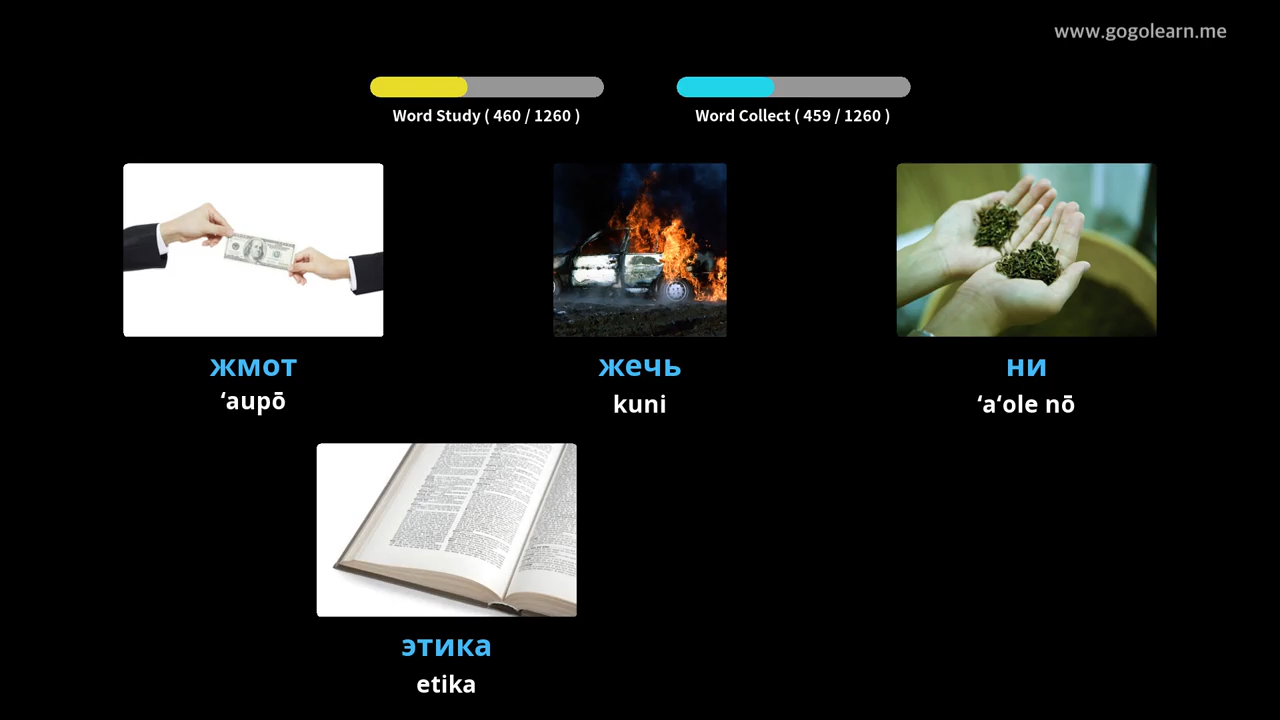 www.gogolearn.me
Word Study ( 460 / 1260 )
Word Collect ( 459 / 1260 )
жмот
ʻaupō
жечь
kuni
ни
ʻaʻole nō
этика
etika